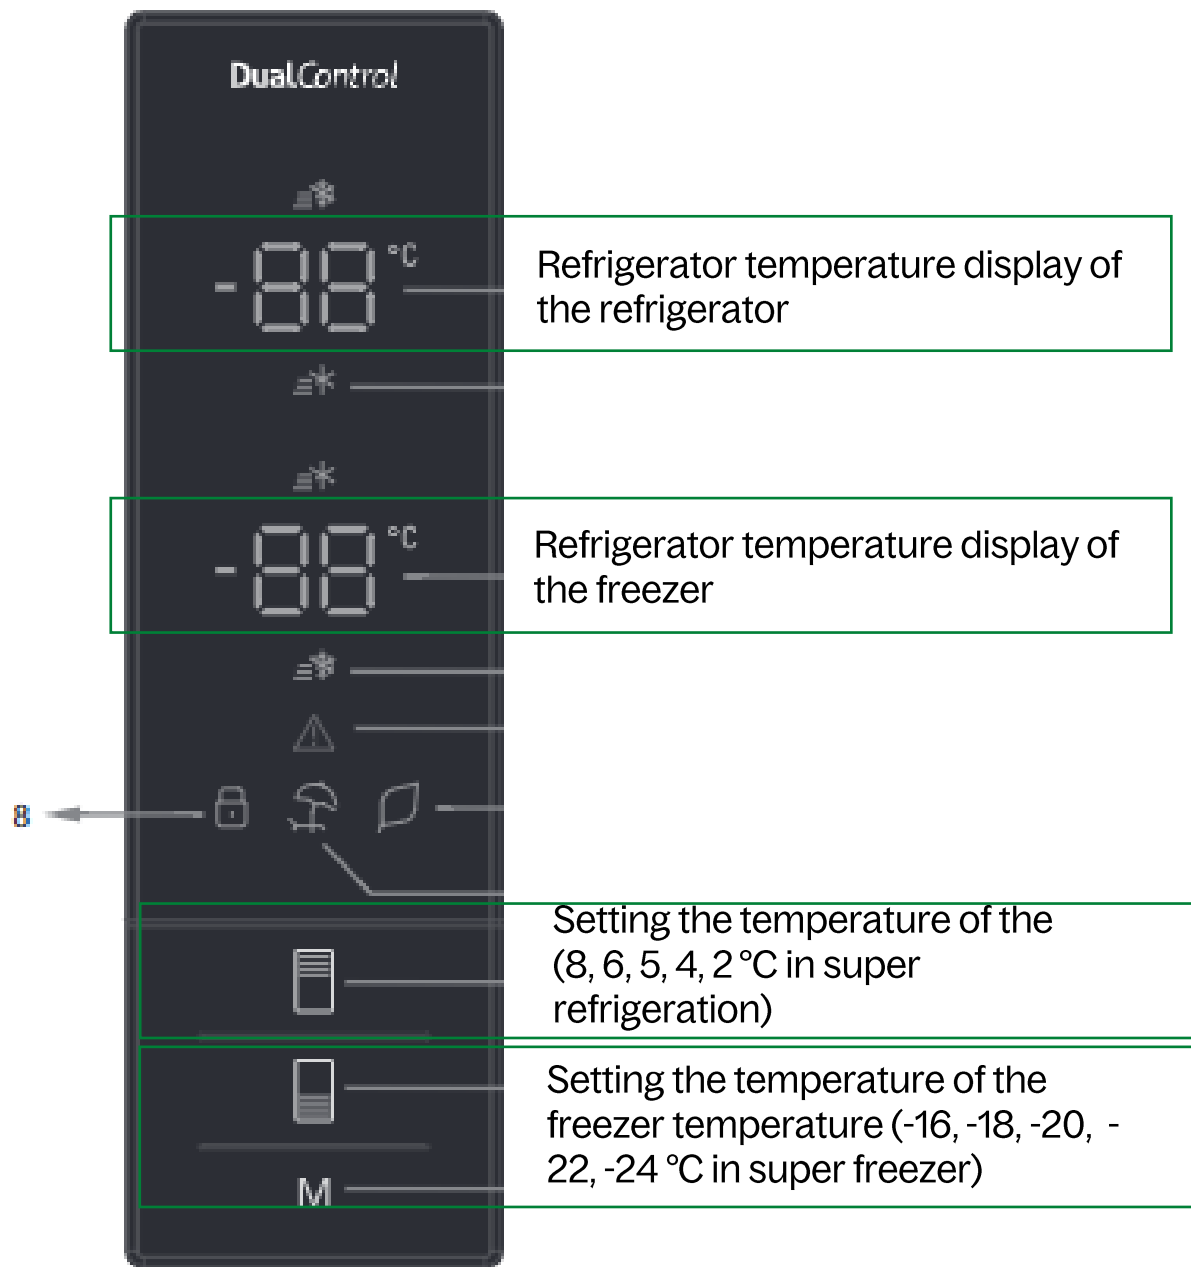 DualControl
-88 °C
Refrigerator temperature display of
the refrigerator
-88 °C
Refrigerator temperature display of
the freezer
8
Setting the temperature of the
(8, 6, 5, 4, 2 °C in super
refrigeration)
Setting the temperature of the
freezer temperature (-16, -18, -20, -
22, -24 °C in super freezer)
M